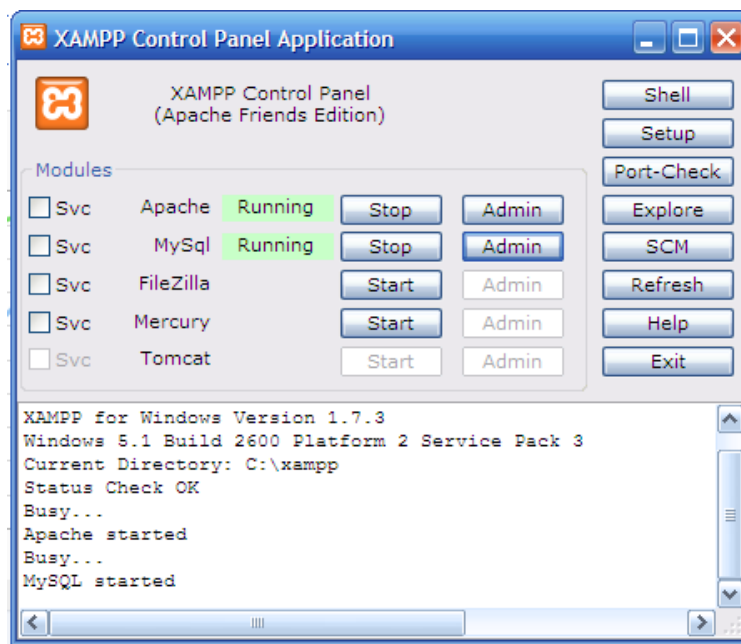 XAMPP Control Panel Application
XAMPP Control Panel
(Apache Friends Edition)
Shell
Setup
Port-Check
Explore
SCM
Refresh
Help
Exit
Modules
Svc Apache Running Stop Admin
Svc MySql Running Stop Admin
Svc FileZilla Start Admin
Svc Mercury Start Admin
Svc Tomcat Start Admin
XAMPP for Windows Version 1.7.3
Windows 5.1 Build 2600 Platform 2 Service Pack 3
Current Directory: C:\xampp
Status Check OK
Busy...
Apache started
Busy...
MySQL started